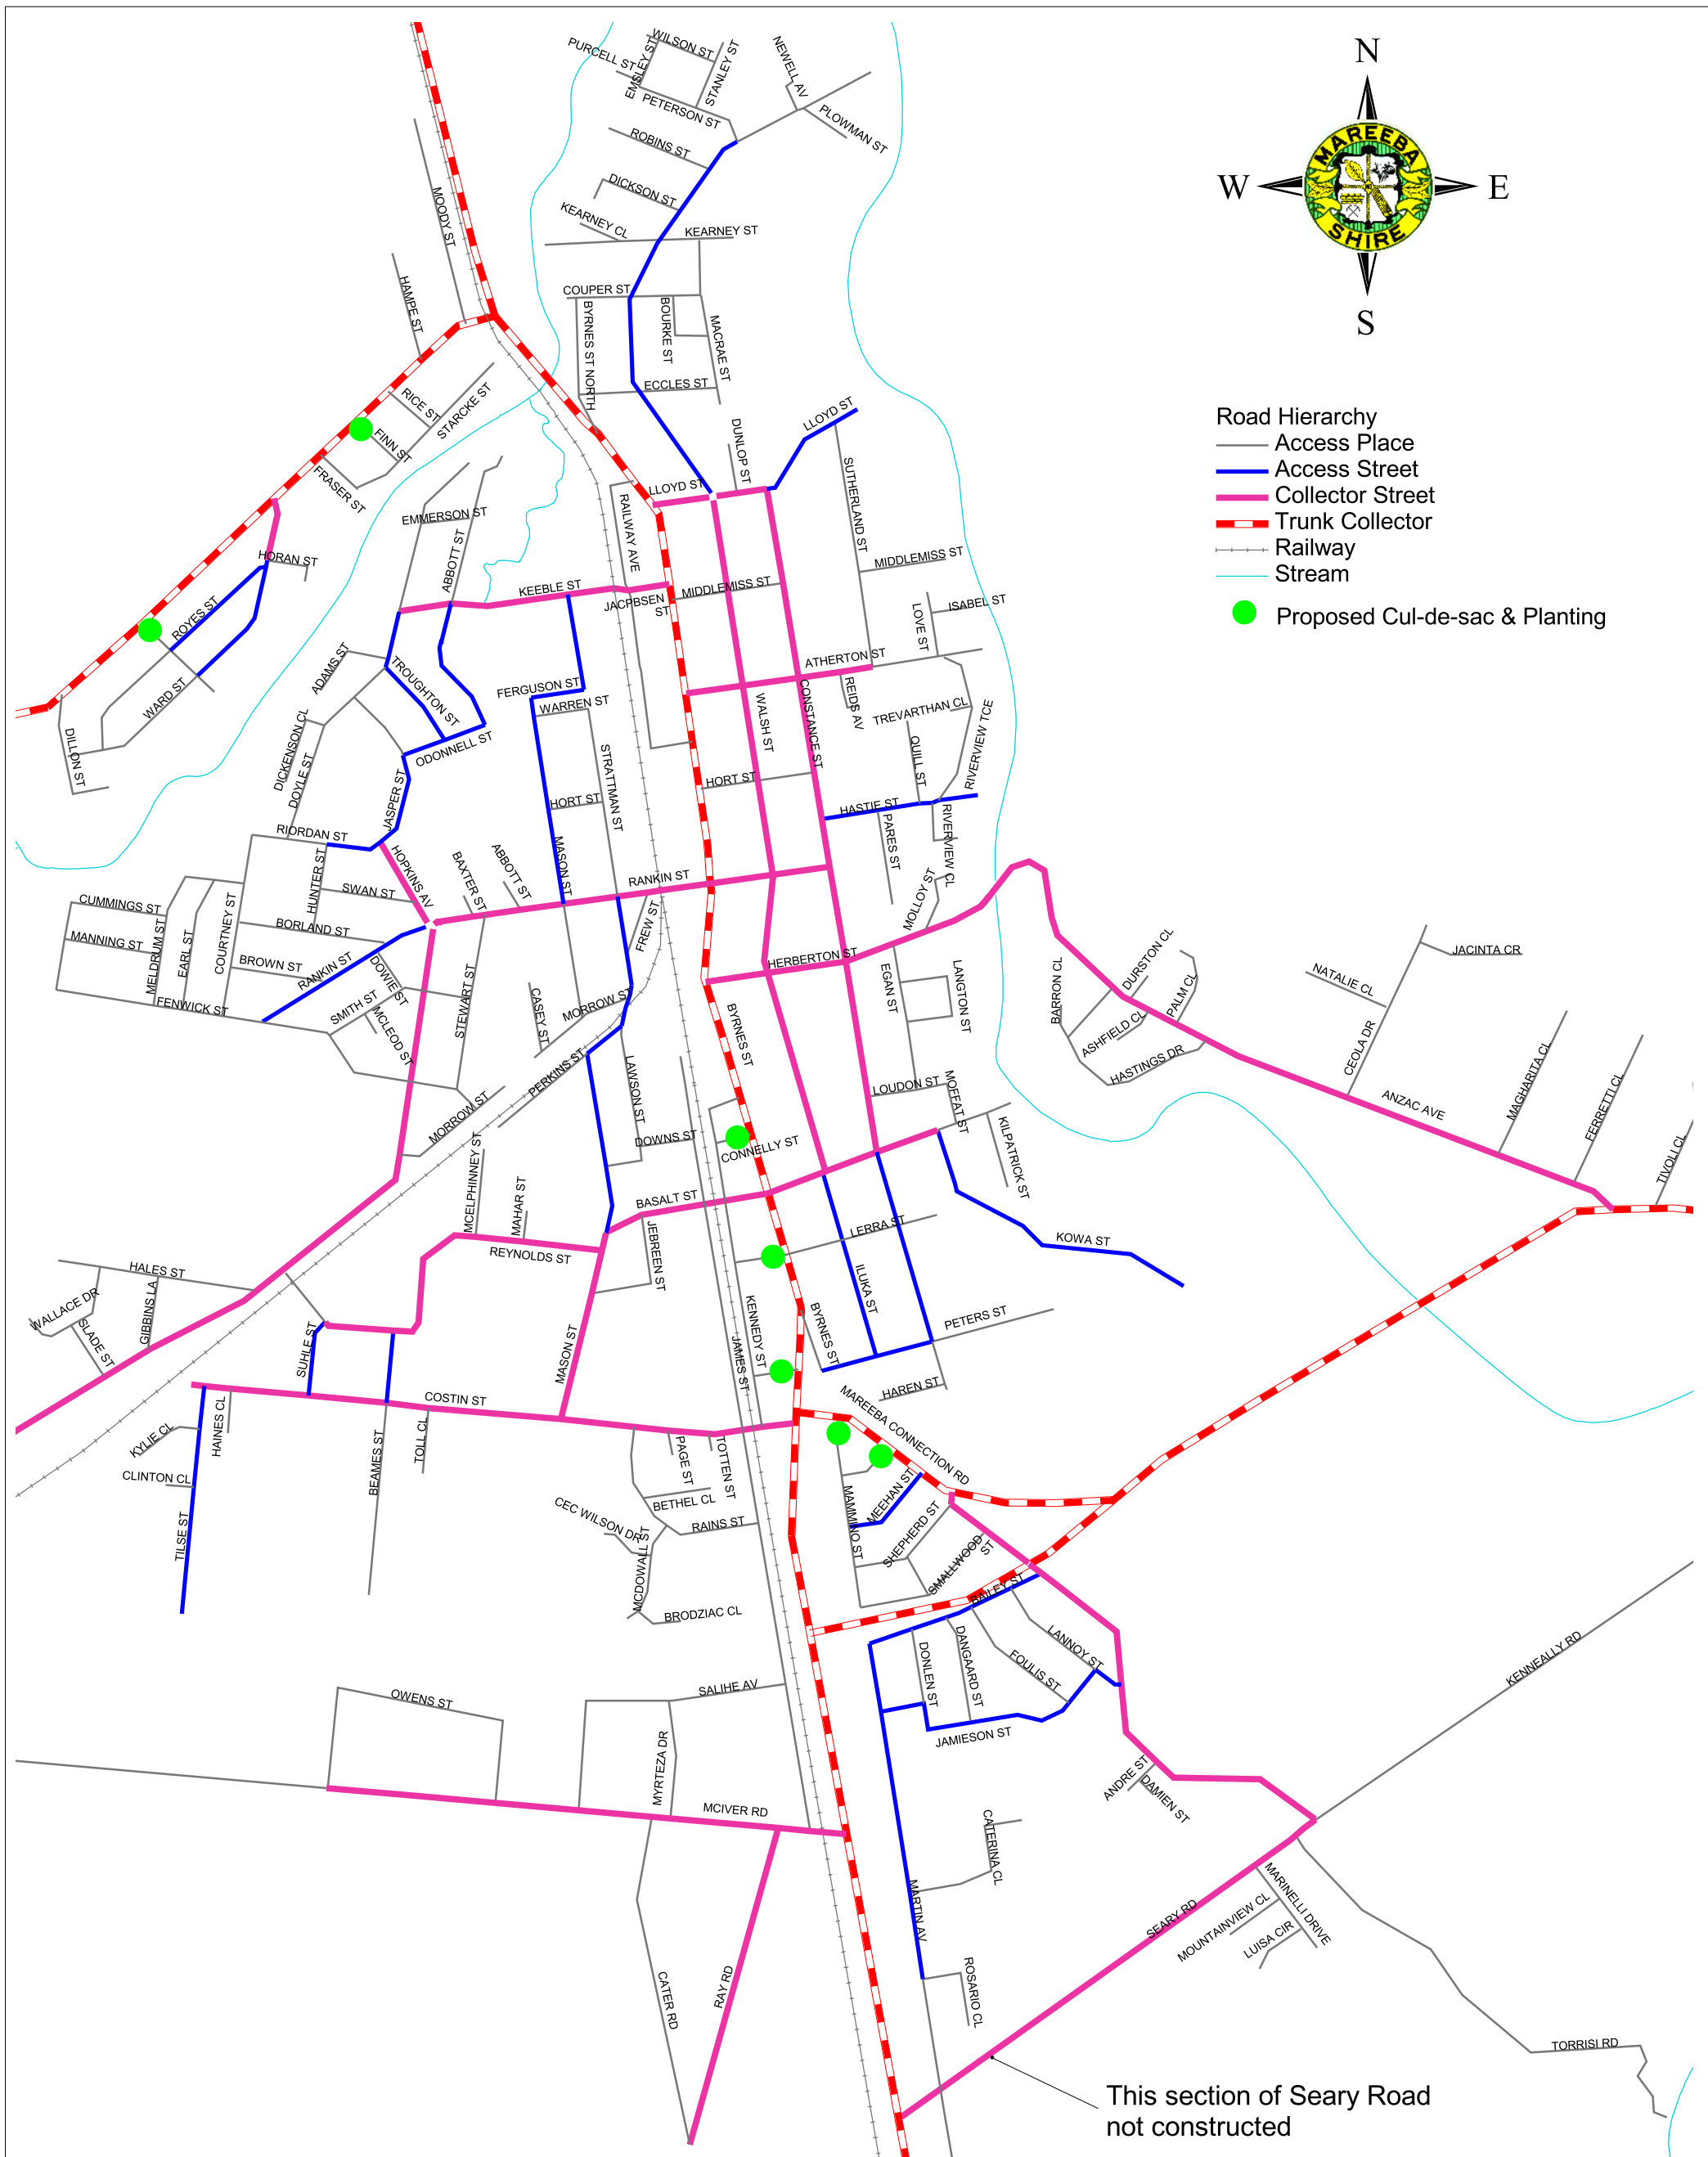 WILSON ST
PURCELL ST
EMSLEY ST
STANLEY ST
PETERSON ST
NEWELL AV
PLOWMAN ST
ROBINS ST
DICKSON ST
KEARNEY CL
KEARNEY ST
MOODY ST
HAMPE ST
COUPER ST
BYRNES ST NORTH
BOURKE ST
MACRAE ST
ECCLES ST
N
W
E
S
MAREEBA
SHIRE
RICE ST
STARCKE ST
FINN ST
FRASER ST
DUNLOP ST
LLOYD ST
LLOYD ST
SUTHERLAND ST
Road Hierarchy
Access Place
Access Street
Collector Street
Trunk Collector
Railway
Stream
Proposed Cul-de-sac & Planting
EMMERSON ST
ABBOTT ST
RAILWAY AVE
HORAN ST
ROYES ST
KEEBLE ST
JACPBSEN
ST
MIDDLEMISS ST
MIDDLEMISS ST
ISABEL ST
LOVE ST
ADAMS ST
TROUGHTON ST
WARD ST
FERGUSON ST
WARREN ST
ATHERTON ST
REIDS AV
TREVARTHAN CL
RIVERVIEW TCE
DILLON ST
DICKENSON CL
DOYLE ST
ODONNELL ST
STRATTMAN ST
WALSH ST
CONSTANCE ST
QUILL ST
JASPER ST
HORT ST
HORT ST
HASTIE ST
PARES ST
RIVERVIEW CL
RIORDAN ST
HOPKINS AV
HUNTER ST
SWAN ST
BAXTER ST
ABBOTT ST
MASON ST
RANKIN ST
CUMMINGS ST
MANNING ST
MELDRUM ST
EARL ST
COURTNEY ST
BORLAND ST
BROWN ST
RANKIN ST
FENWICK ST
DOWIE ST
SMITH ST
MCLEOD ST
STEWART ST
FREW ST
CASEY ST
MORROW ST
MOLLOY ST
HERBERTON ST
EGAN ST
LANGTON ST
BARRON CL
DURSTON CL
PALM CL
ASHFIELD CL
HASTINGS DR
JACINTA CR
NATALIE CL
CEOLA DR
MAGHARITA CL
FERRETTI CL
TIVOLI CL
ANZAC AVE
BYRNES ST
PERKINS ST
LAWSON ST
MORROW ST
DOWNS ST
CONNELLY ST
LOUDON ST
MOFFAT ST
KILPATRICK ST
MCELPHINNEY ST
MAHAR ST
REYNOLDS ST
BASALT ST
JEBREEN ST
LERRA ST
KOWA ST
HALES ST
WALLACE DR
SLADE ST
GIBBINS LA
SUHLE ST
MASON ST
KENNEDY ST
JAMES ST
BYRNES ST
ILUKA ST
PETERS ST
HAREN ST
COSTIN ST
HAINES CL
KYLIE CL
CLINTON CL
TILSE ST
BEAMES ST
TOLL CL
PAGE ST
TOTTEN ST
MAREEBA CONNECTION RD
BETHEL CL
CEC WILSON DR
RAINS ST
MCDOWALL ST
BRODZIAC CL
MAMMINO ST
MEEHAN ST
SHEPHERD ST
SMALLWOOD
ST
BAILEY ST
DONLEN ST
DANGAARD ST
FOULIS ST
LANNOY ST
JAMIESON ST
KENNEALLY RD
OWENS ST
SALIHE AV
MYRTEZA DR
MCIVER RD
ANDRE ST
DAMIEN ST
CATERINA CL
MARTIN AV
SEARY RD
MARINELLI DRIVE
MOUNTAINVIEW CL
LUISA CIR
CATER RD
RAY RD
ROSARIO CL
TORRISI RD
This section of Seary Road
not constructed